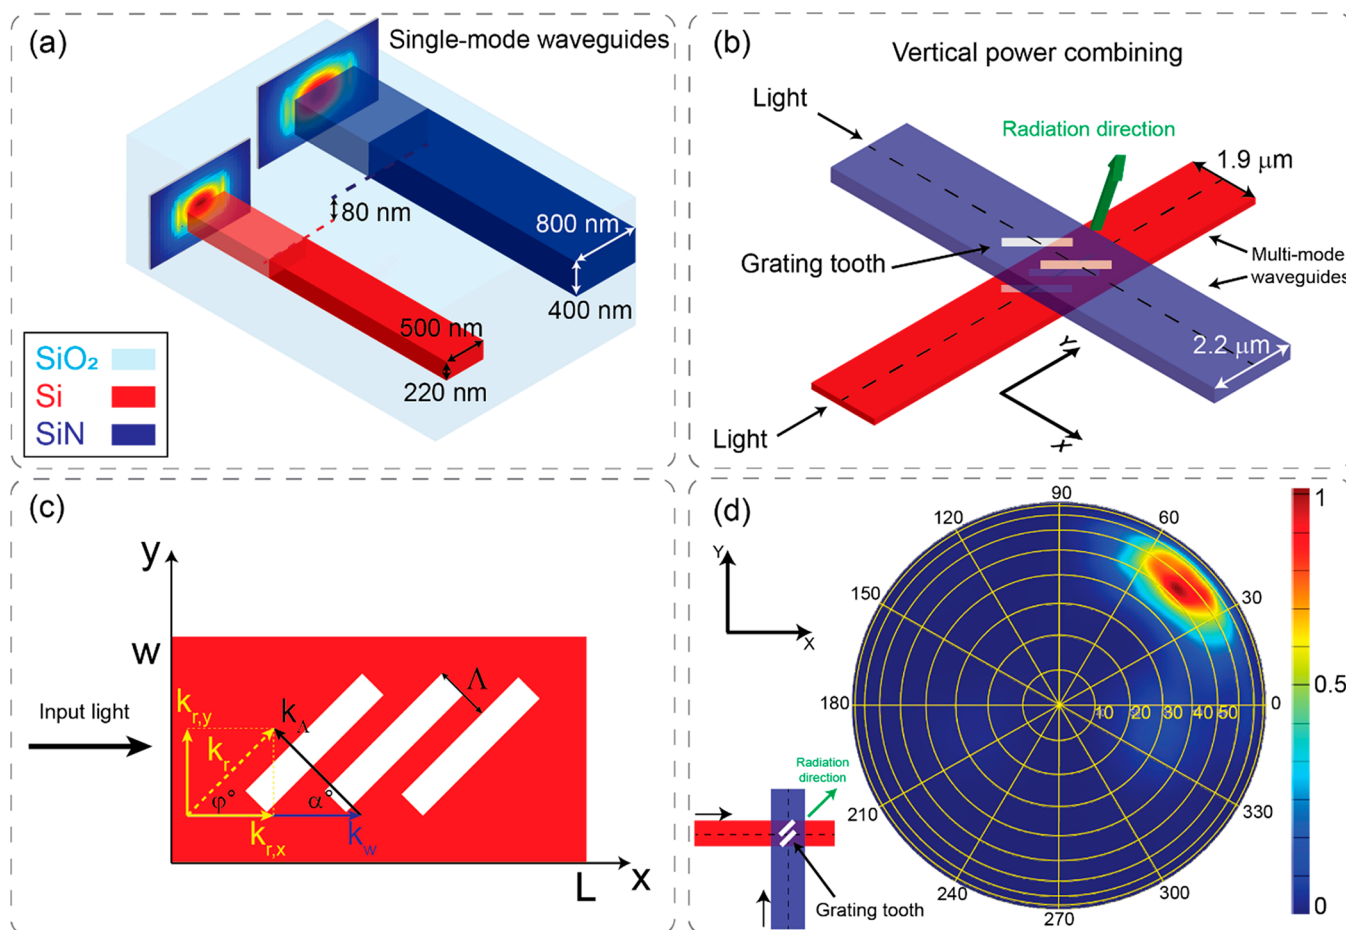 (a)
Single-mode waveguides
80 nm
800 nm
400 nm
500 nm
220 nm
SiO₂
Si
SiN
(b)
Vertical power combining
Light
Radiation direction
1.9 μm
Grating tooth
Multi-mode
waveguides
2.2 μm
Y
X
Light
(c)
y
w
Λ
Input light
k_r,y
k_Λ
k_r
φ°
α°
k_r,x
k_w
L
x
(d)
90
60
30
0
330
300
270
240
210
180
150
120
10
20
30
40
50
1
0.5
0
Y
X
Radiation
direction
Grating tooth